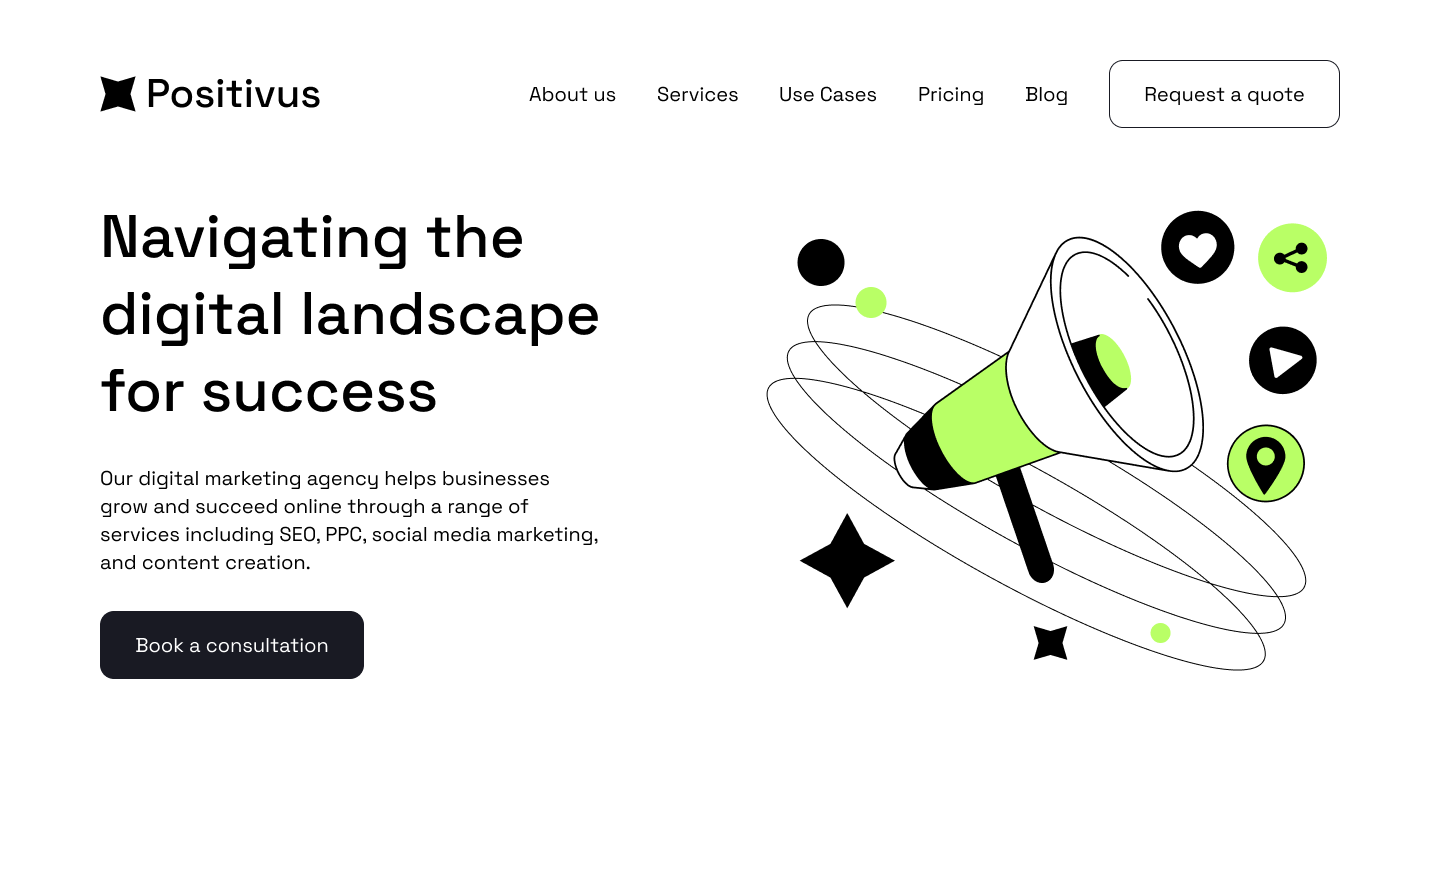 Positivus
About us
Services
Use Cases
Pricing
Blog
Request a quote
Navigating the
digital landscape
for success
Our digital marketing agency helps businesses
grow and succeed online through a range of
services including SEO, PPC, social media marketing,
and content creation.
Book a consultation